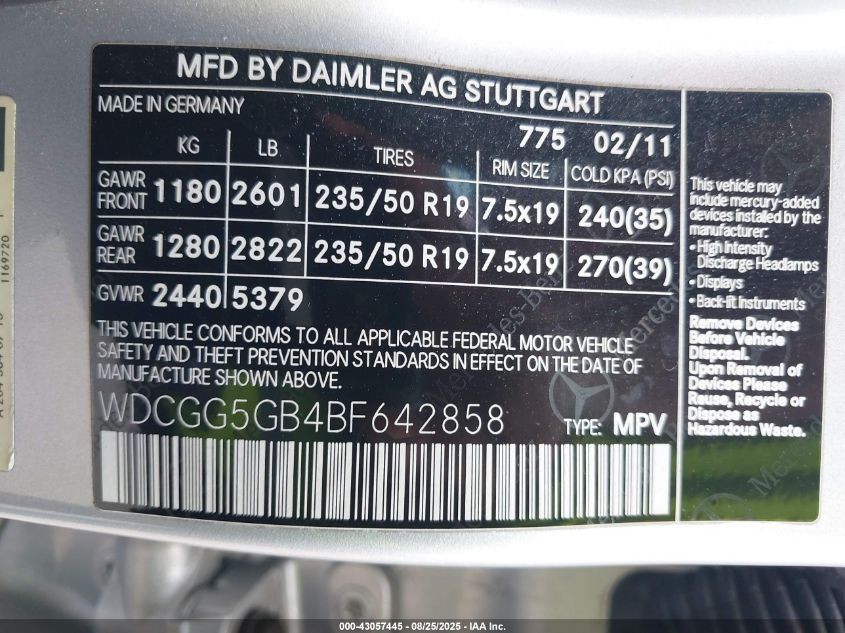 MFD BY DAIMLER AG STUTTGART
MADE IN GERMANY
775 02/11
KG LB TIRES RIM SIZE COLD KPA (PSI)
GAWR FRONT 1180 2601 235/50 R19 7.5x19 240(35)
GAWR REAR 1280 2822 235/50 R19 7.5x19 270(39)
GVWR 2440 5379
THIS VEHICLE CONFORMS TO ALL APPLICABLE FEDERAL MOTOR VEHICLE
SAFETY AND THEFT PREVENTION STANDARDS IN EFFECT ON THE DATE OF
MANUFACTURE SHOWN ABOVE.
WDCGG5GB4BF642858 TYPE: MPV
This vehicle may
include mercury-added
devices installed by the
manufacturer:
• High Intensity
Discharge Headlamps
• Displays
• Back-lit Instruments
Remove Devices
Before Vehicle
Disposal.
Upon Removal of
Devices Please
Reuse, Recycle or
Dispose as
Hazardous Waste.
1169720
000-43057445 - 08/25/2025 - IAA Inc.